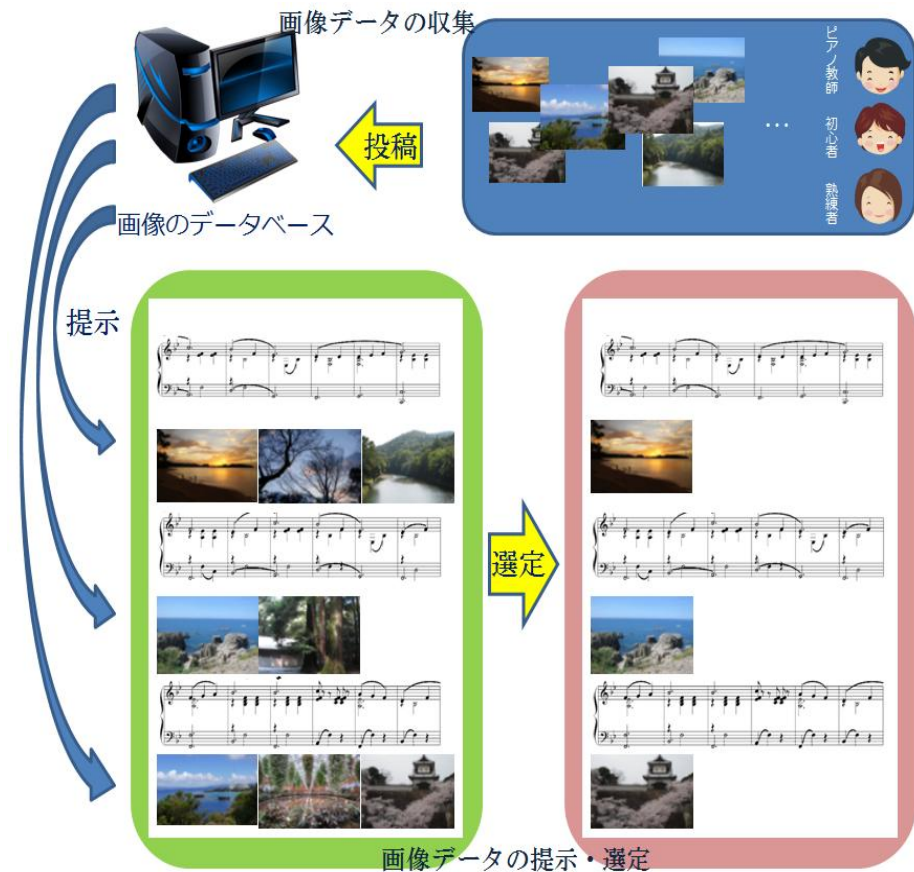 画像データの収集
ピアノ教師
初心者
熟練者
…
投稿
画像のデータベース
提示
選定
画像データの提示・選定